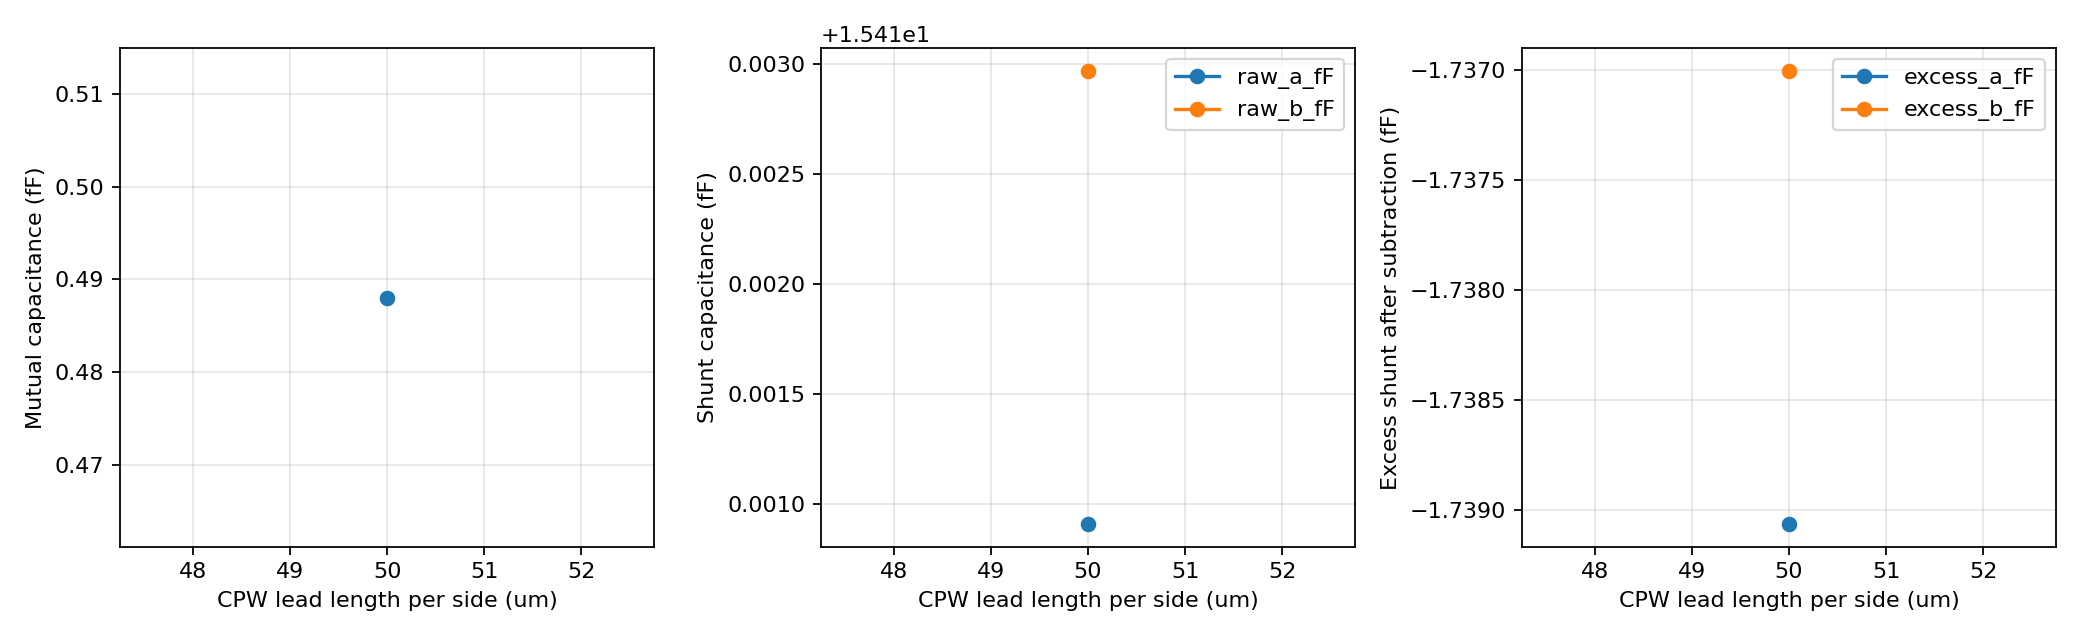 Mutual capacitance (fF)
0.51
0.50
0.49
0.48
0.47
48 49 50 51 52
CPW lead length per side (um)
+1.541e1
Shunt capacitance (fF)
0.0030
0.0025
0.0020
0.0015
0.0010
raw_a_fF
raw_b_fF
48 49 50 51 52
CPW lead length per side (um)
Excess shunt after subtraction (fF)
−1.7370
−1.7375
−1.7380
−1.7385
−1.7390
excess_a_fF
excess_b_fF
48 49 50 51 52
CPW lead length per side (um)